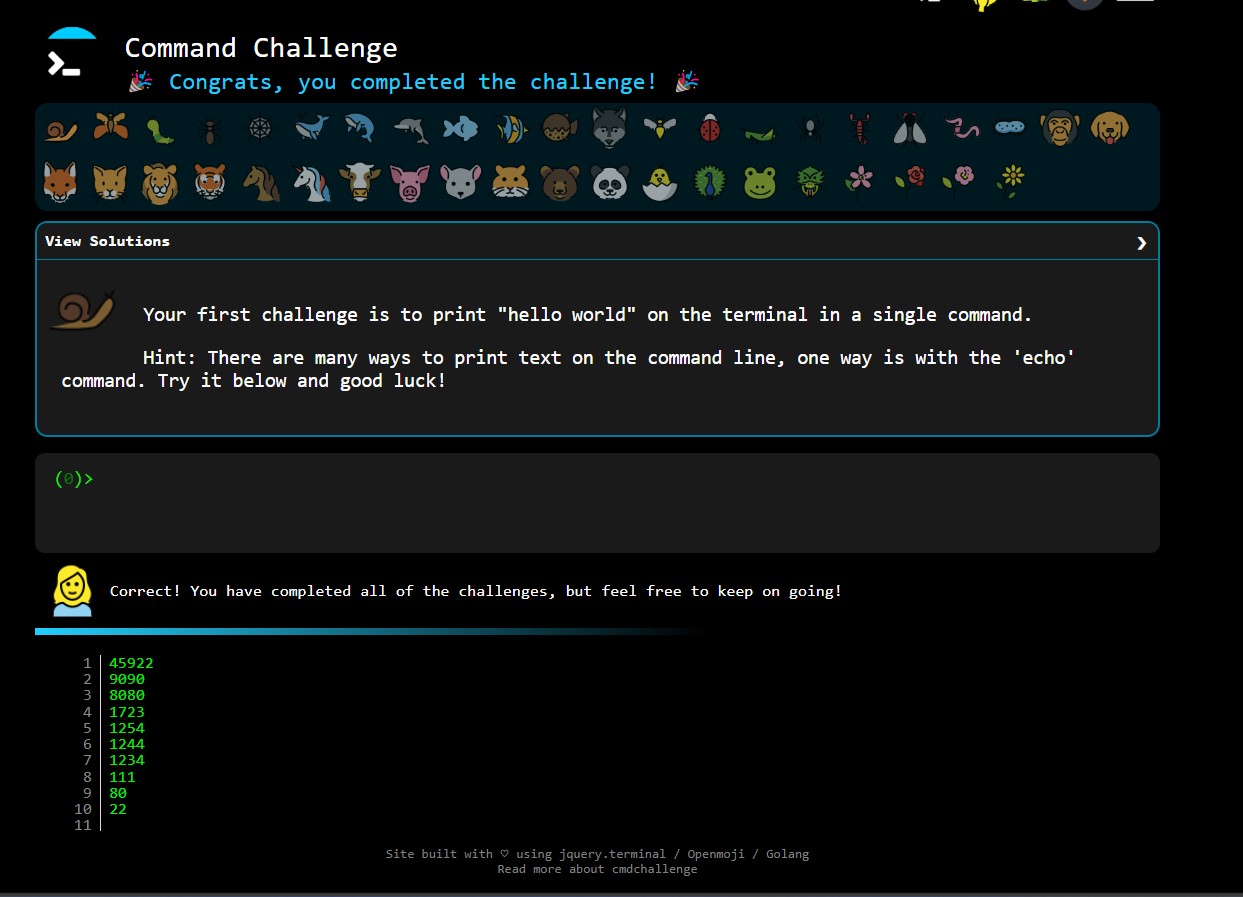 Command Challenge
🎉 Congrats, you completed the challenge! 🎉
View Solutions ❯
Your first challenge is to print "hello world" on the terminal in a single command.
Hint: There are many ways to print text on the command line, one way is with the 'echo'
command. Try it below and good luck!
(0)>
Correct! You have completed all of the challenges, but feel free to keep on going!
1 45922
2 9090
3 8080
4 1723
5 1254
6 1244
7 1234
8 111
9 80
10 22
11
Site built with ♡ using jquery.terminal / Openmoji / Golang
Read more about cmdchallenge